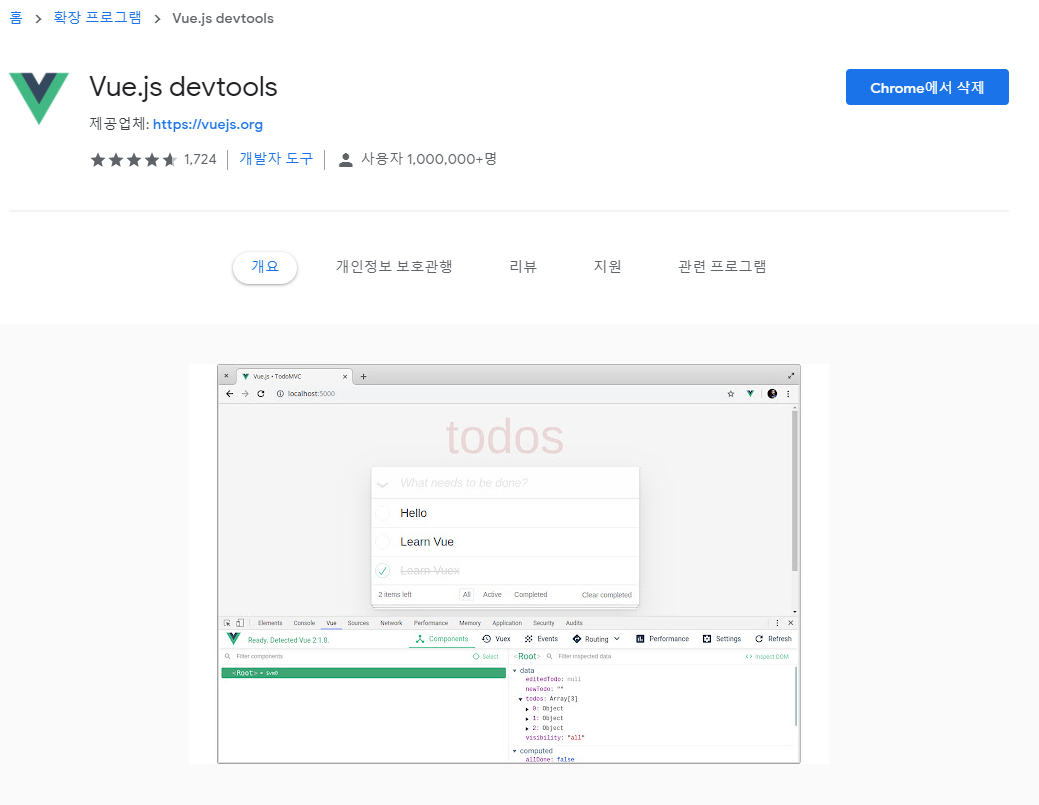 홈 > 확장 프로그램 > Vue.js devtools
Vue.js devtools
Chrome에서 삭제
제공업체: https://vuejs.org
1,724 개발자 도구 사용자 1,000,000+명
개요 개인정보 보호관행 리뷰 지원 관련 프로그램
Vue.js • TodoMVC
localhost:5000
todos
What needs to be done?
Hello
Learn Vue
Learn Vuex
2 items left All Active Completed Clear completed
Elements Console Vue Sources Network Performance Memory Application Security Audits
Ready. Detected Vue 2.1.8. Components Vuex Events Routing Performance Settings Refresh
Filter components Select <Root> Filter inspected data <> Inspect DOM
<Root> = $vm0
data
editedTodo: null
newTodo: ""
todos: Array[3]
0: Object
1: Object
2: Object
visibility: "all"
computed
allDone: false